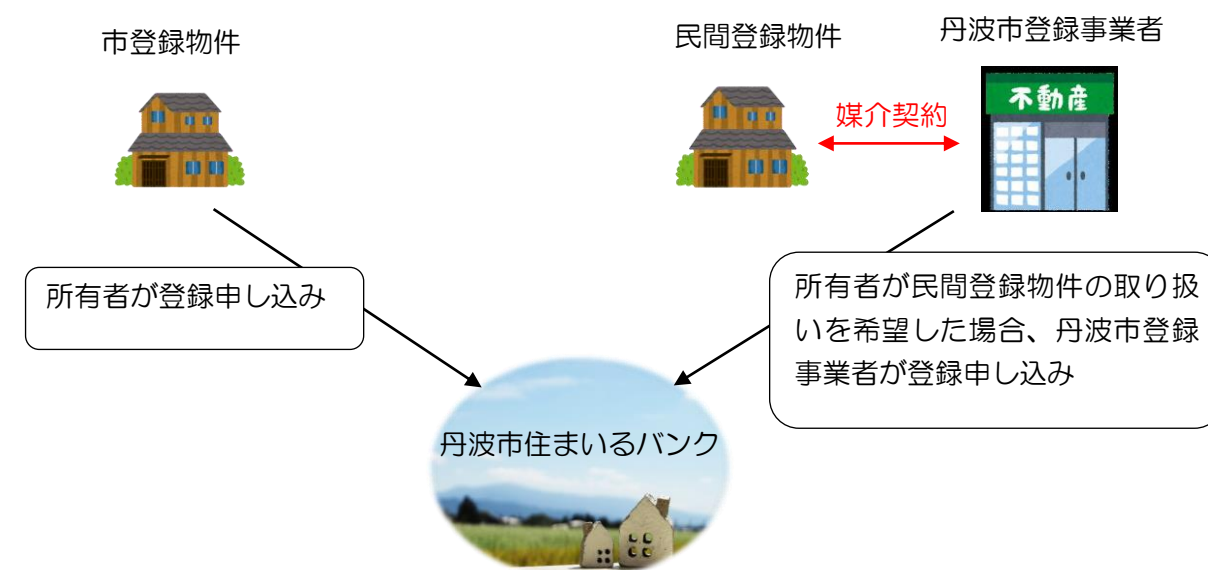 市登録物件
民間登録物件
丹波市登録事業者
不動産
媒介契約
所有者が登録申し込み
所有者が民間登録物件の取り扱
いを希望した場合、丹波市登録
事業者が登録申し込み
丹波市住まいるバンク